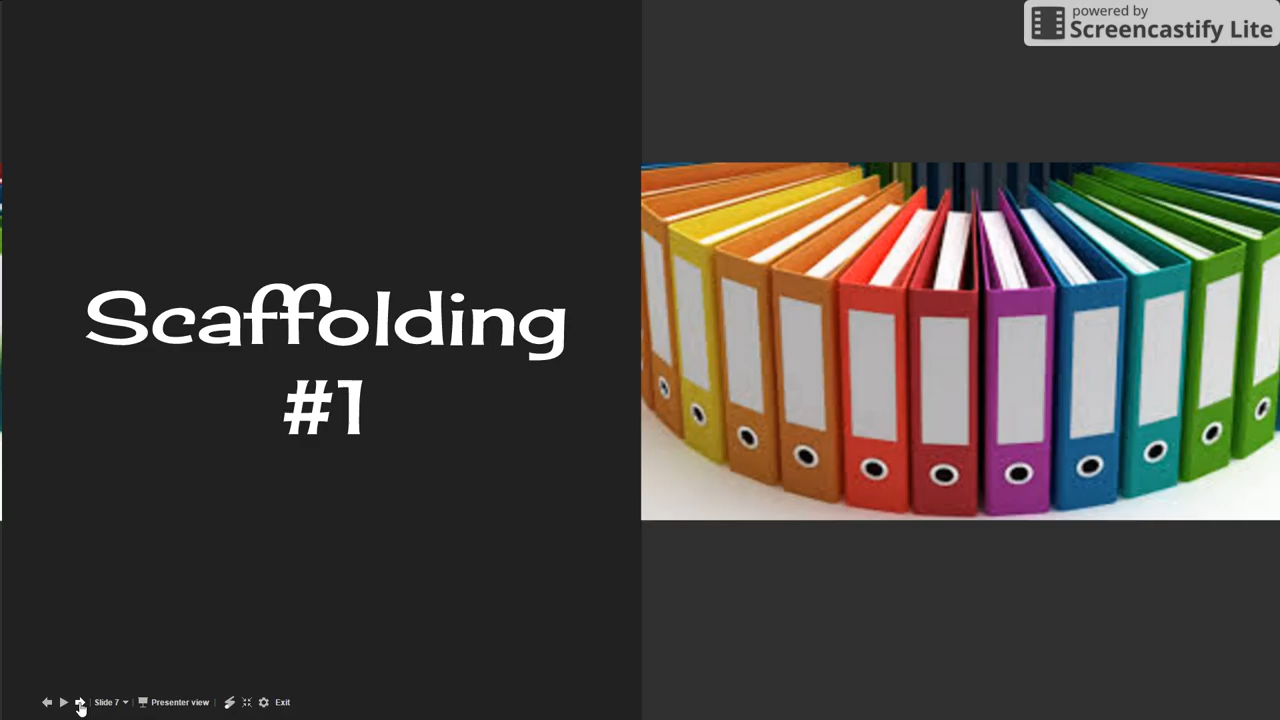 powered by
Screencastify Lite
Scaffolding
#1
Slide 7
Presenter view
Exit